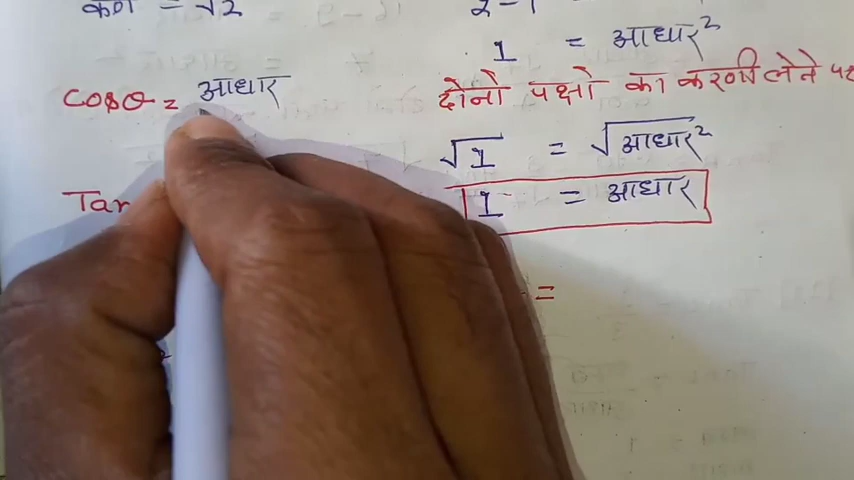 कर्ण = √2
2-1
1 = आधार²
Cosθ = आधार
दोनो पक्षो का करणी लेने पर
√1 = √आधार²
Tan
1 = आधार
=